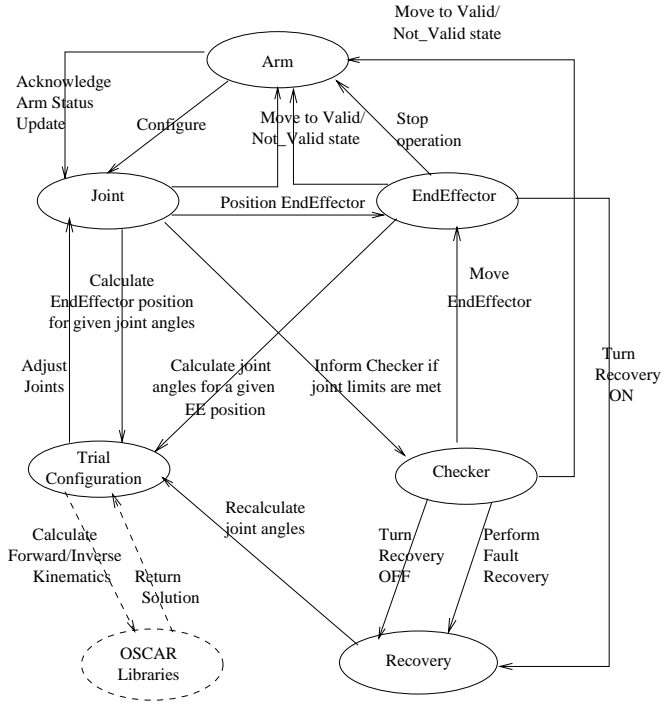 Move to Valid/
Not_Valid state
Arm
Acknowledge
Arm Status
Update
Configure
Move to Valid/
Not_Valid state
Stop
operation
Joint
EndEffector
Position EndEffector
Calculate
EndEffector position
for given joint angles
Move
EndEffector
Adjust
Joints
Calculate joint
angles for a given
EE position
Inform Checker if
joint limits are met
Turn
Recovery
ON
Trial
Configuration
Checker
Recalculate
joint angles
Calculate
Forward/Inverse
Kinematics
Return
Solution
Turn
Recovery
OFF
Perform
Fault
Recovery
OSCAR
Libraries
Recovery